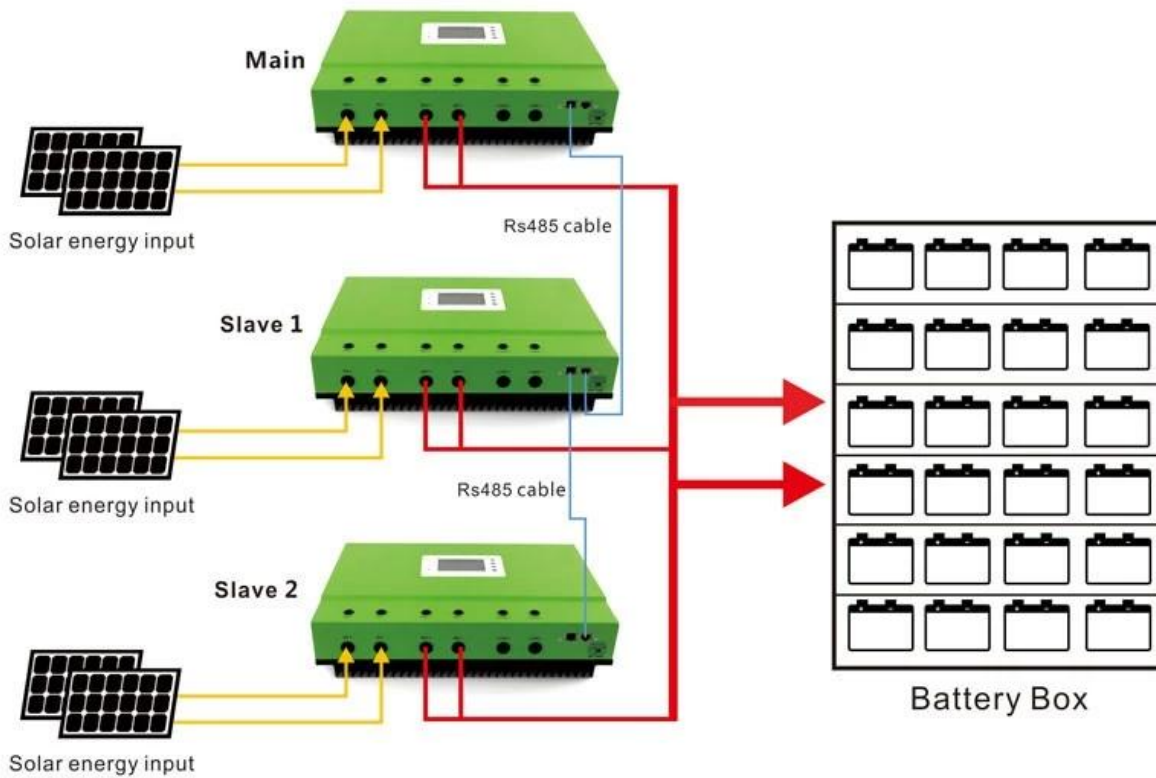 Main
Solar energy input
Rs485 cable
Slave 1
Solar energy input
Rs485 cable
Slave 2
Solar energy input
Battery Box